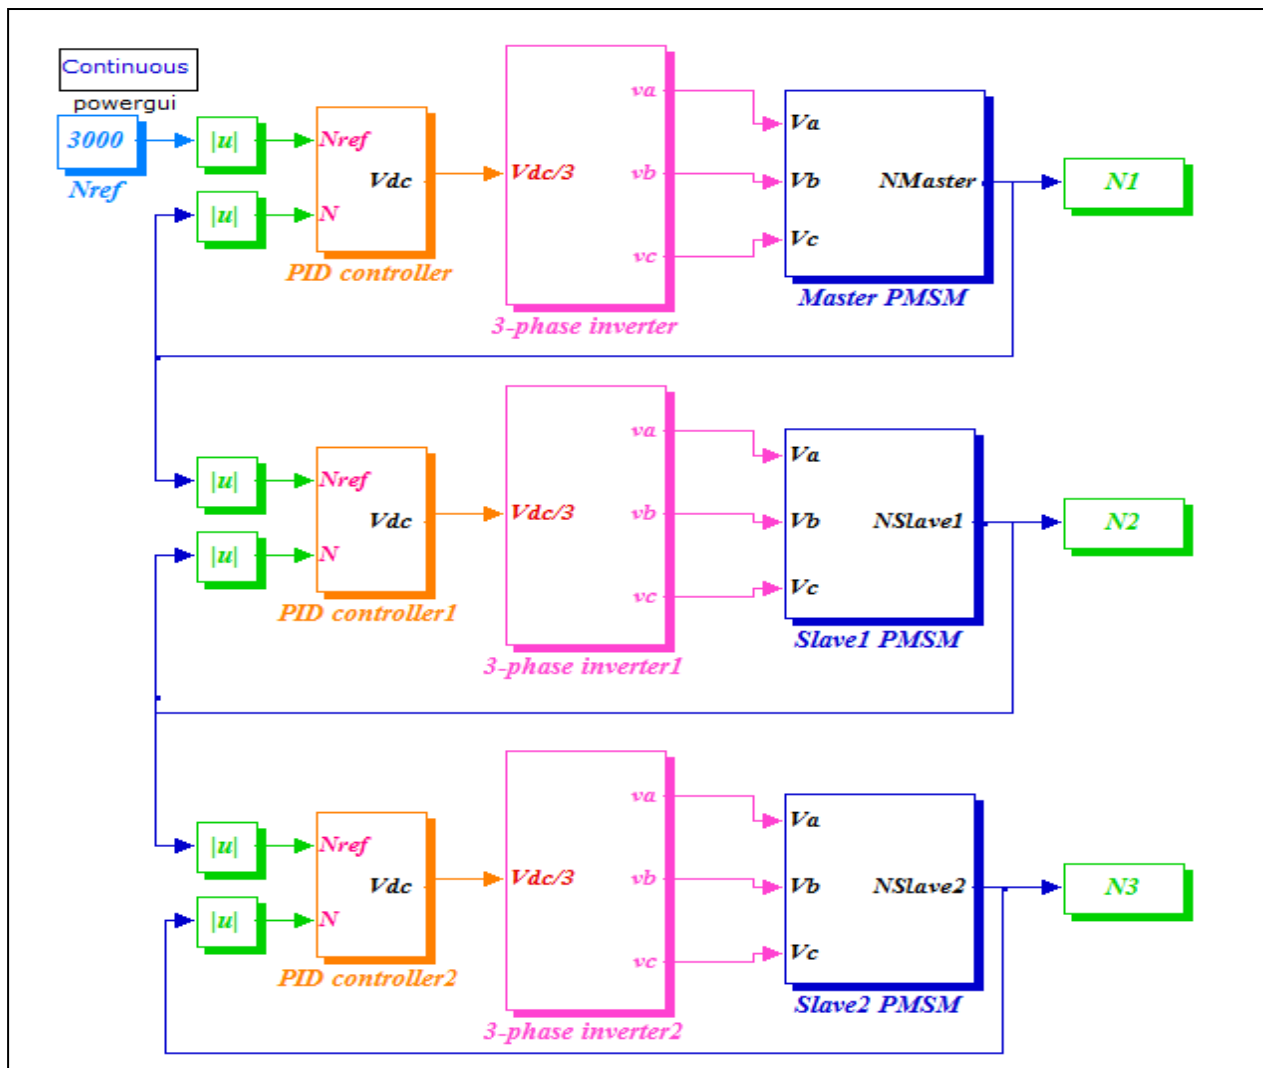 Continuous
powergui
3000
Nref
|u|
|u|
Nref
N
Vdc
PID controller
Vdc/3
va
vb
vc
3-phase inverter
Va
Vb
Vc
NMaster
Master PMSM
N1
|u|
|u|
Nref
N
Vdc
PID controller1
Vdc/3
va
vb
vc
3-phase inverter1
Va
Vb
Vc
NSlave1
Slave1 PMSM
N2
|u|
|u|
Nref
N
Vdc
PID controller2
Vdc/3
va
vb
vc
3-phase inverter2
Va
Vb
Vc
NSlave2
Slave2 PMSM
N3